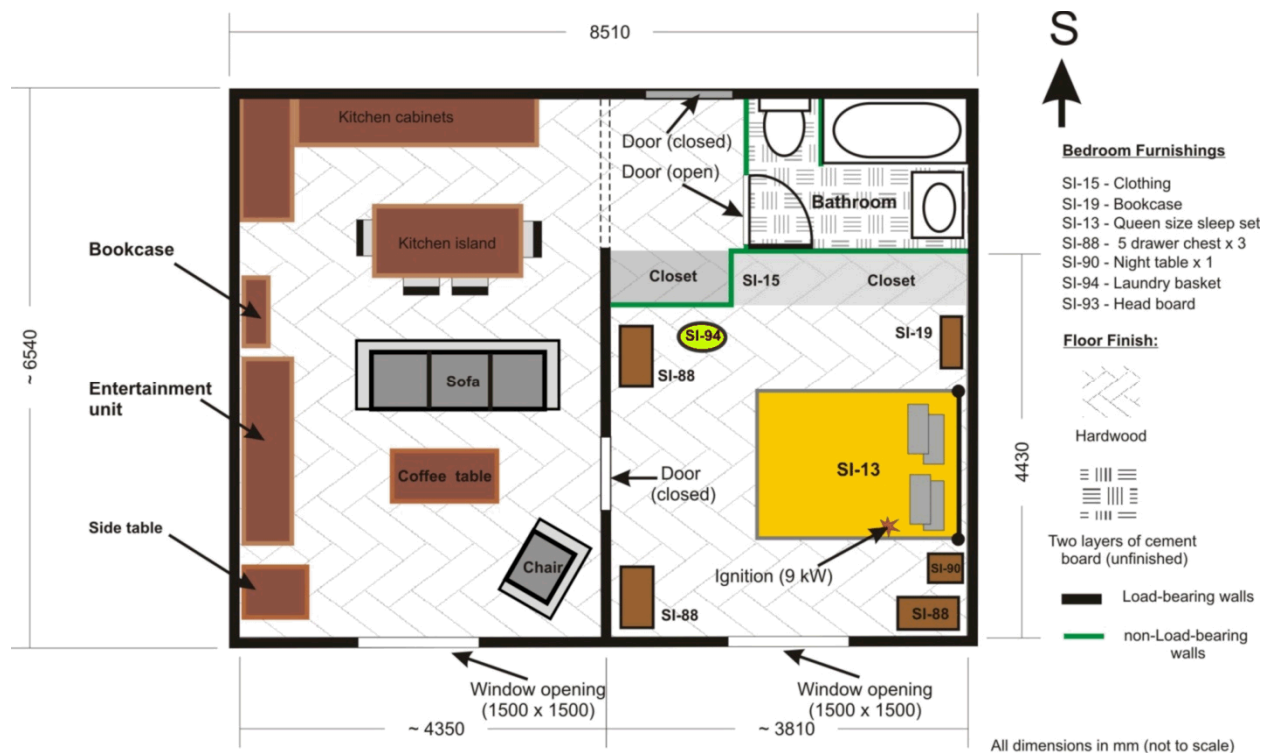 8510
S
Kitchen cabinets
Door (closed)
Door (open)
Bathroom
Bedroom Furnishings
SI-15 - Clothing
SI-19 - Bookcase
SI-13 - Queen size sleep set
SI-88 - 5 drawer chest x 3
SI-90 - Night table x 1
SI-94 - Laundry basket
SI-93 - Head board
Bookcase
Kitchen island
Closet
SI-15
Closet
~ 6540
SI-94
SI-19
SI-88
Floor Finish:
Hardwood
Entertainment
unit
Sofa
Coffee table
Door
(closed)
SI-13
4430
Side table
Chair
Ignition (9 kW)
SI-90
SI-88
SI-88
Two layers of cement
board (unfinished)
Load-bearing walls
non-Load-bearing
walls
Window opening
(1500 x 1500)
Window opening
(1500 x 1500)
~ 4350
~ 3810
All dimensions in mm (not to scale)